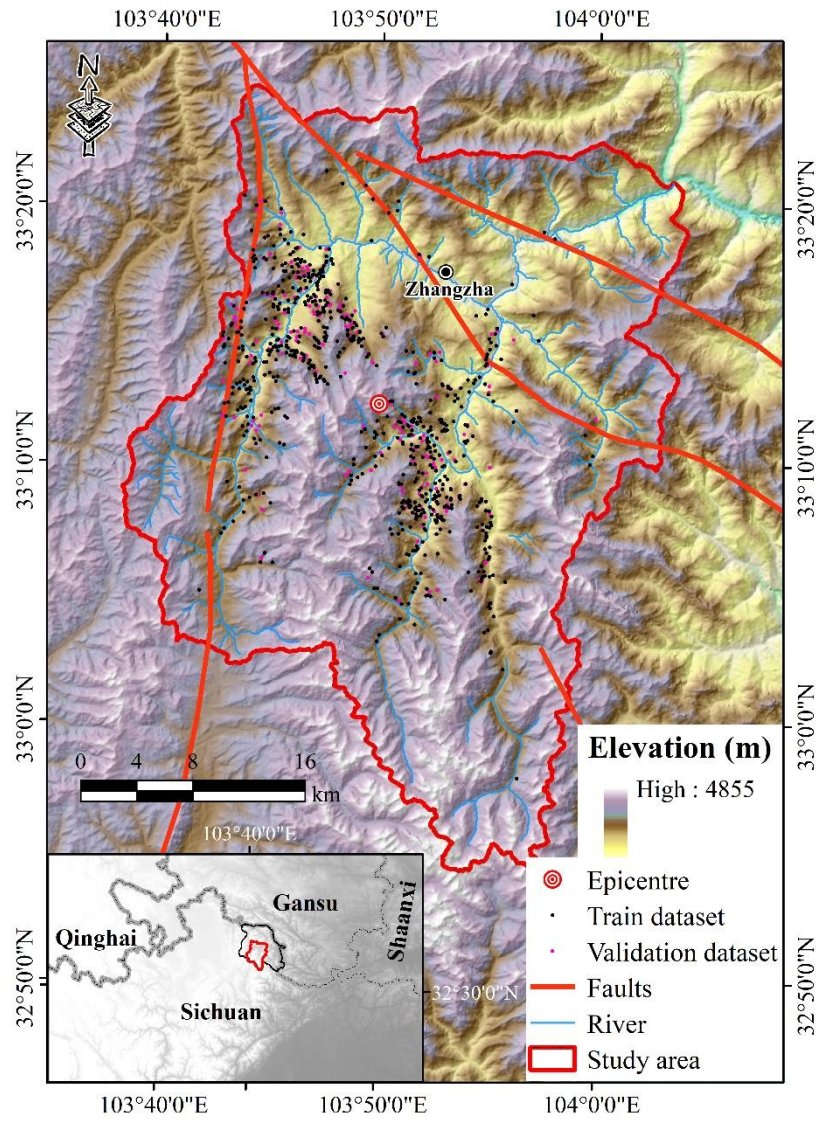 103°40'0"E 103°50'0"E 104°0'0"E
N
33°20'0"N
33°20'0"N
Zhangzha
33°10'0"N
33°10'0"N
33°0'0"N
33°0'0"N
0 4 8 16
km
103°40'0"E
Elevation (m)
High : 4855
Epicentre
Train dataset
Validation dataset
Faults
River
Study area
Gansu
Shaanxi
Qinghai
Sichuan
32°30'0"N
32°50'0"N
32°50'0"N
103°40'0"E 103°50'0"E 104°0'0"E